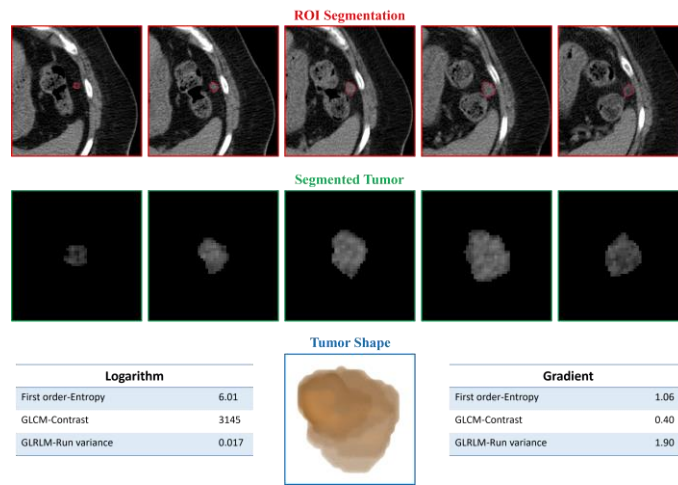 ROI Segmentation
Segmented Tumor
Tumor Shape
Logarithm
First order-Entropy 6.01
GLCM-Contrast 3145
GLRLM-Run variance 0.017
Gradient
First order-Entropy 1.06
GLCM-Contrast 0.40
GLRLM-Run variance 1.90